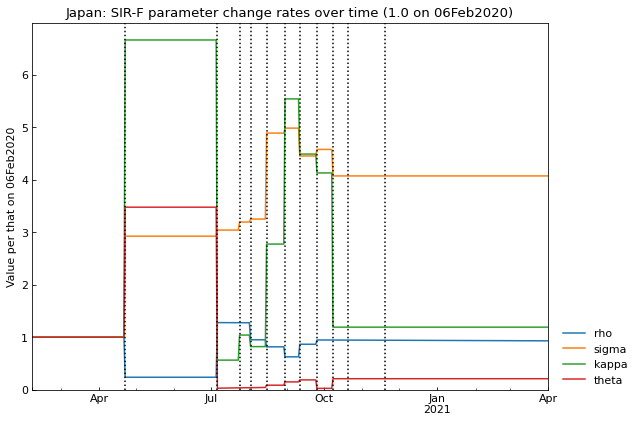 Japan: SIR-F parameter change rates over time (1.0 on 06Feb2020)
Value per that on 06Feb2020
6
5
4
3
2
1
0
Apr
Jul
Oct
Jan
2021
Apr
rho
sigma
kappa
theta